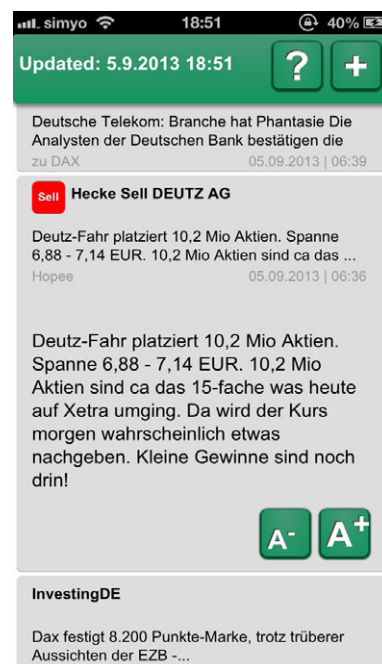 simyo 18:51 40%
Updated: 5.9.2013 18:51 ? +
Deutsche Telekom: Branche hat Phantasie Die
Analysten der Deutschen Bank bestätigen die
zu DAX 05.09.2013 | 06:39
Sell Hecke Sell DEUTZ AG
Deutz-Fahr platziert 10,2 Mio Aktien. Spanne
6,88 - 7,14 EUR. 10,2 Mio Aktien sind ca das ...
Hopee 05.09.2013 | 06:36
Deutz-Fahr platziert 10,2 Mio Aktien.
Spanne 6,88 - 7,14 EUR. 10,2 Mio
Aktien sind ca das 15-fache was heute
auf Xetra umging. Da wird der Kurs
morgen wahrscheinlich etwas
nachgeben. Kleine Gewinne sind noch
drin!
A- A+
InvestingDE
Dax festigt 8.200 Punkte-Marke, trotz trüberer
Aussichten der EZB -...